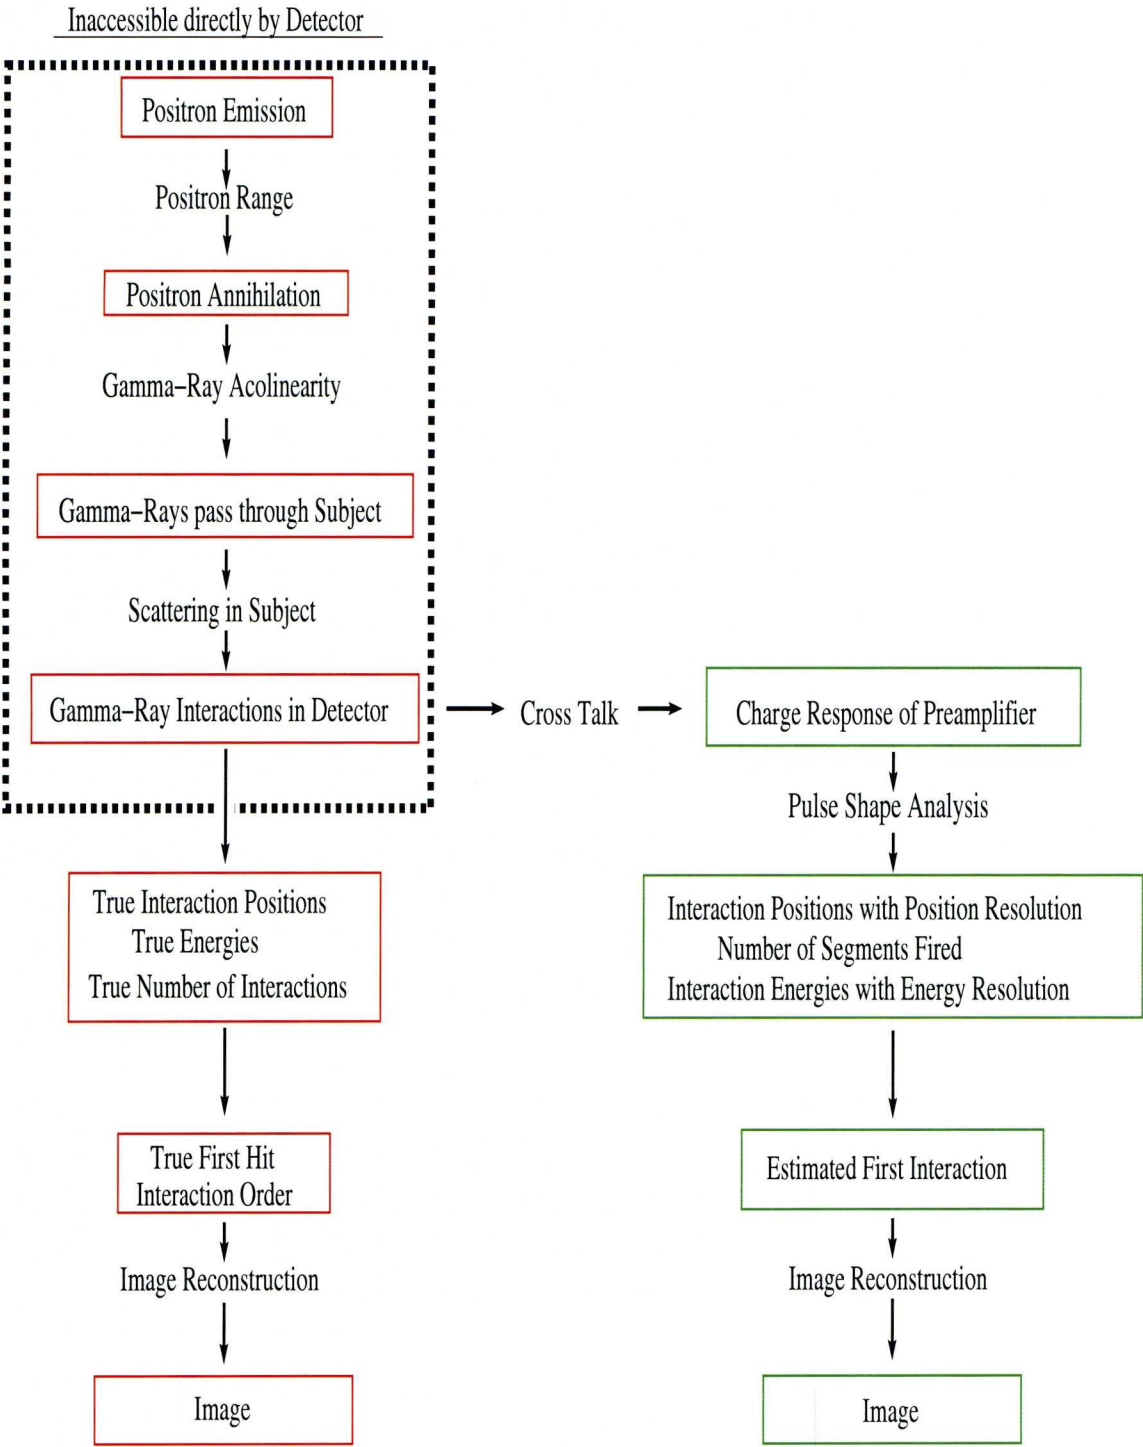 Inaccessible directly by Detector
Positron Emission
Positron Range
Positron Annihilation
Gamma–Ray Acolinearity
Gamma–Rays pass through Subject
Scattering in Subject
Gamma–Ray Interactions in Detector
Cross Talk
Charge Response of Preamplifier
Pulse Shape Analysis
True Interaction Positions
True Energies
True Number of Interactions
Interaction Positions with Position Resolution
Number of Segments Fired
Interaction Energies with Energy Resolution
True First Hit
Interaction Order
Estimated First Interaction
Image Reconstruction
Image Reconstruction
Image
Image